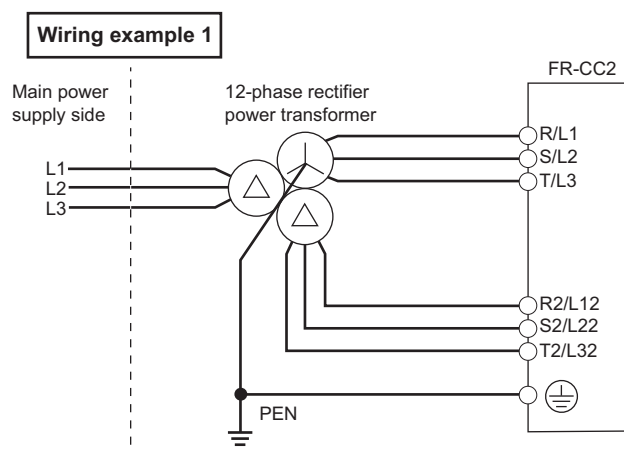 Wiring example 1
FR-CC2
Main power
supply side
12-phase rectifier
power transformer
R/L1
S/L2
T/L3
L1
L2
L3
R2/L12
S2/L22
T2/L32
PEN